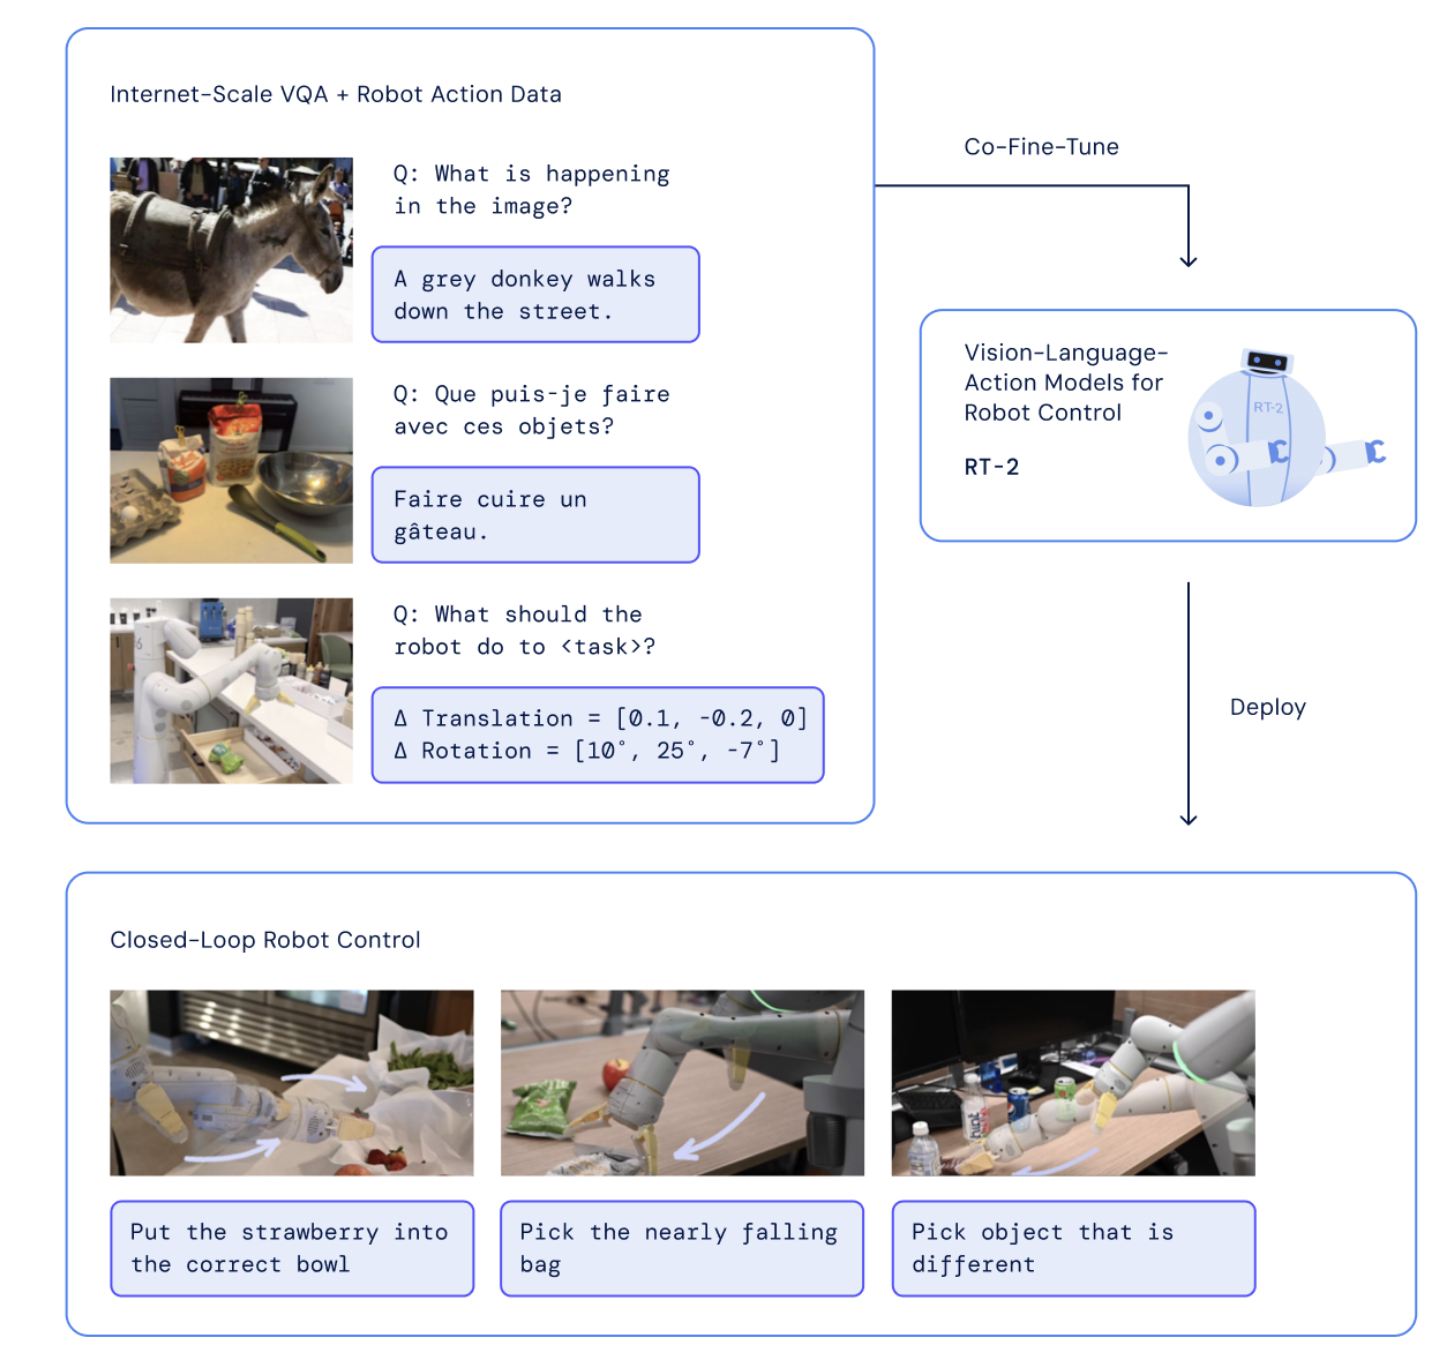 Internet-Scale VQA + Robot Action Data
Q: What is happening
in the image?
A grey donkey walks
down the street.
Q: Que puis-je faire
avec ces objets?
Faire cuire un
gâteau.
Q: What should the
robot do to <task>?
Δ Translation = [0.1, -0.2, 0]
Δ Rotation = [10°, 25°, -7°]
Co-Fine-Tune
Vision-Language-
Action Models for
Robot Control
RT-2
RT-2
Deploy
Closed-Loop Robot Control
hint
Put the strawberry into
the correct bowl
Pick the nearly falling
bag
Pick object that is
different